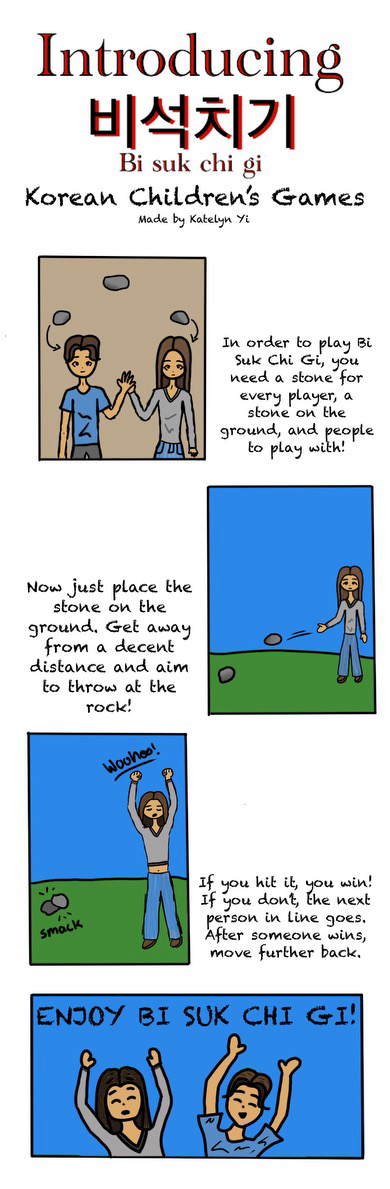 Introducing
비석치기
Bi suk chi gi
Korean Children's Games
Made by Katelyn Yi
In order to play Bi
Suk Chi Gi, you
need a stone for
every player, a
stone on the
ground, and people
to play with!
Now just place the
stone on the
ground. Get away
from a decent
distance and aim
to throw at the
rock!
Woohoo!
smack
If you hit it, you win!
If you don't, the next
person in line goes.
After someone wins,
move further back.
ENJOY BI SUK CHI GI!